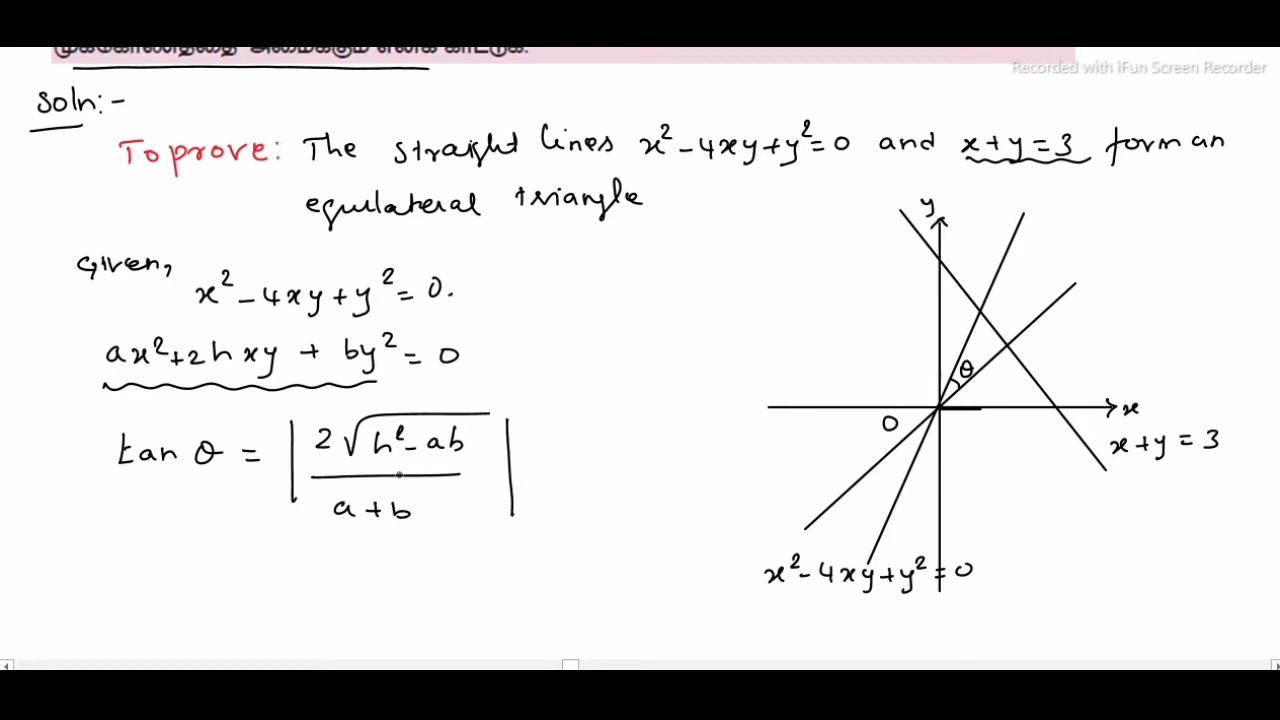 Recorded with iFun Screen Recorder
Soln:-
To prove: The straight lines x²-4xy+y²=0 and x+y=3 form an
equilateral triangle
Given,
x²-4xy+y²=0.
ax²+2hxy + by²=0
tan θ = | 2√h²-ab / a+b |
y
θ
x
O
x+y=3
x²-4xy+y²=0